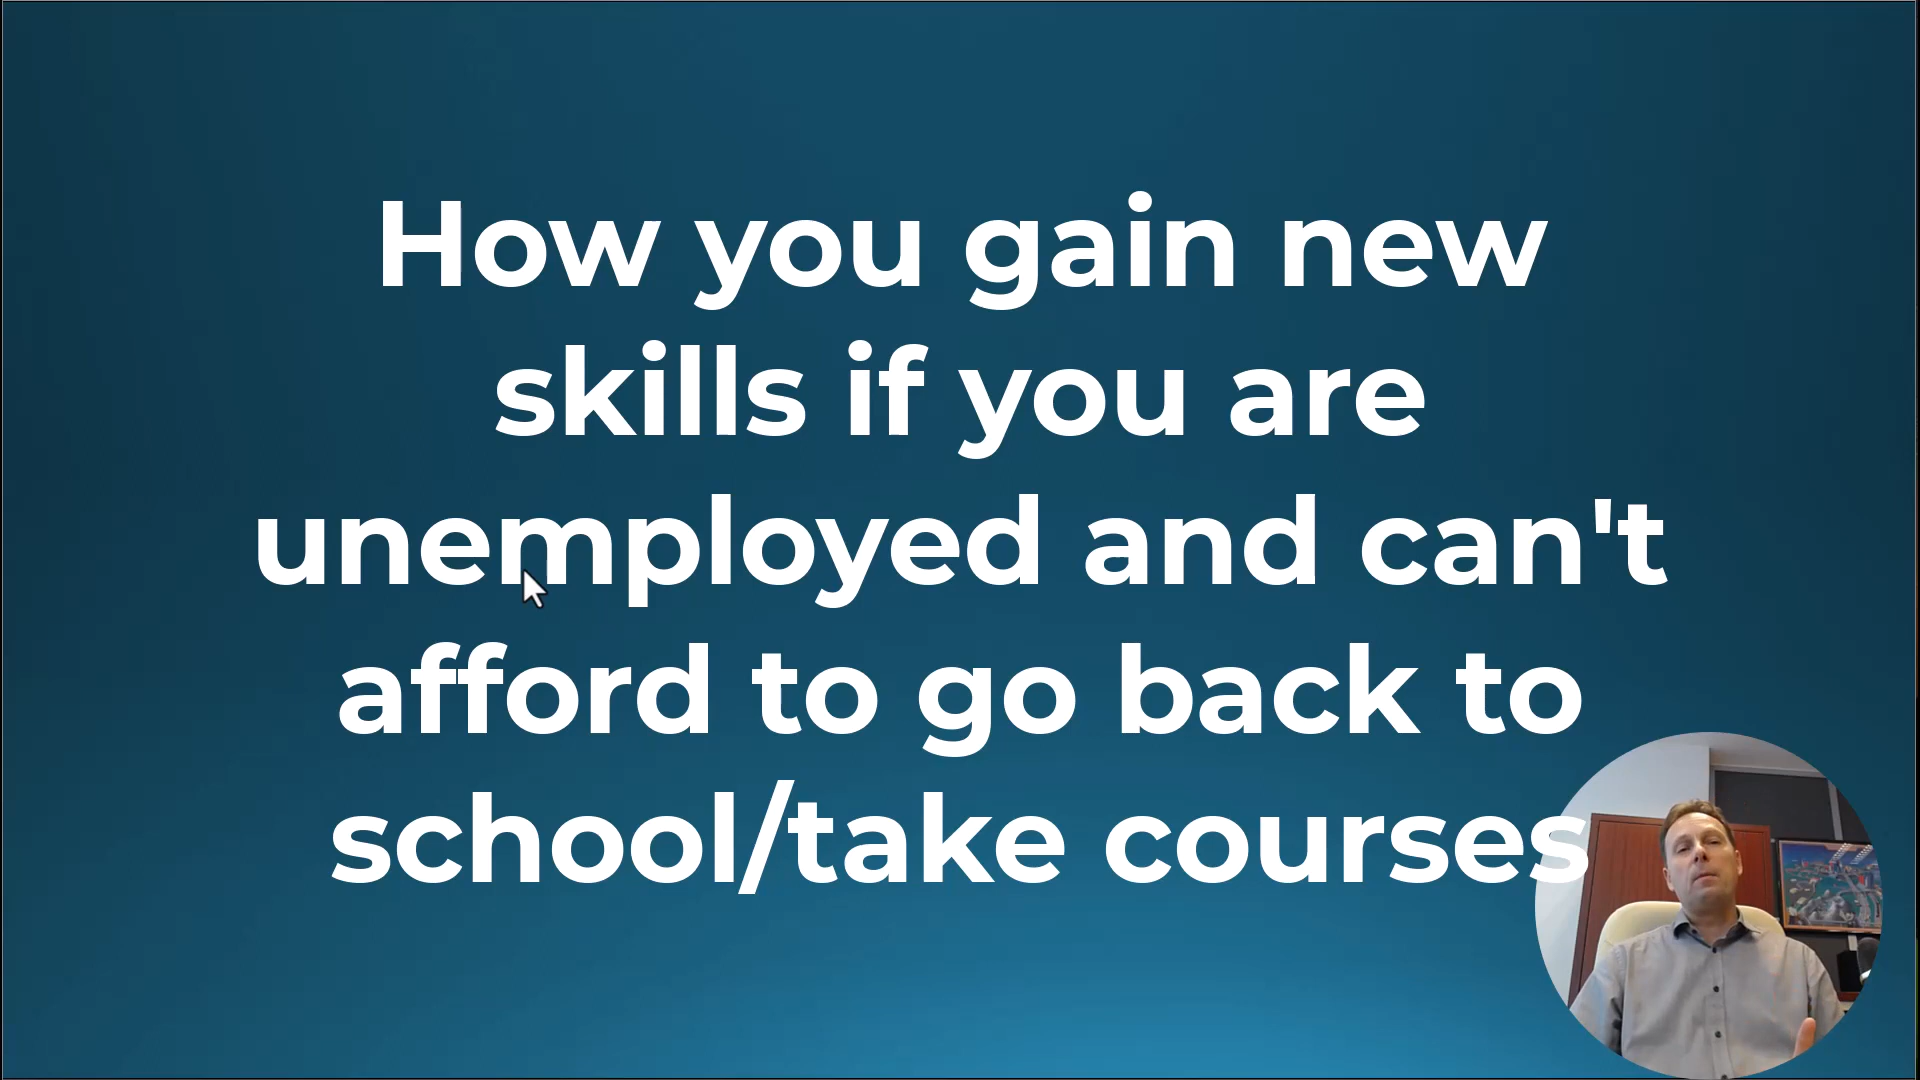 How you gain new
skills if you are
unemployed and can't
afford to go back to
school/take courses